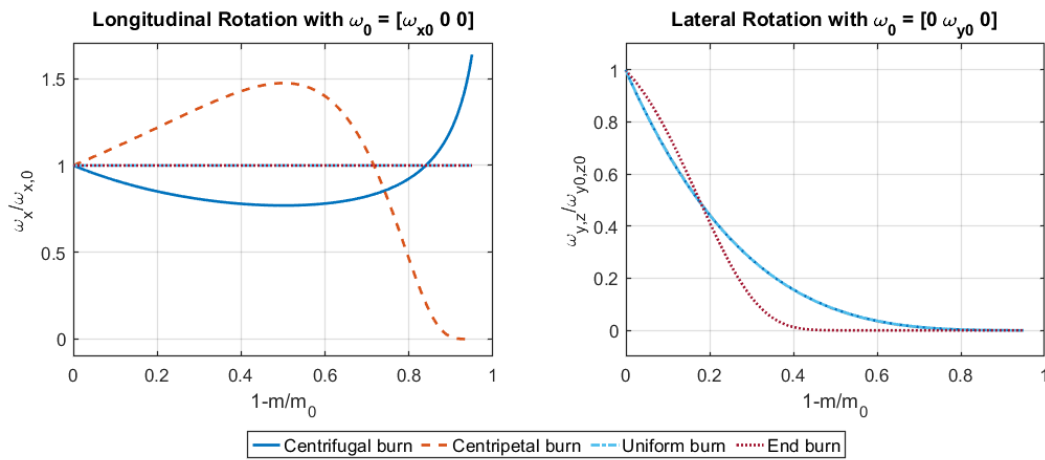 Longitudinal Rotation with ω0 = [ωx0 0 0]
1.5
1
0.5
0
ωx/ωx,0
0 0.2 0.4 0.6 0.8 1
1-m/m0
Lateral Rotation with ω0 = [0 ωy0 0]
1
0.8
0.6
0.4
0.2
0
ωy,z/ωy0,z0
0 0.2 0.4 0.6 0.8 1
1-m/m0
Centrifugal burn Centripetal burn Uniform burn End burn